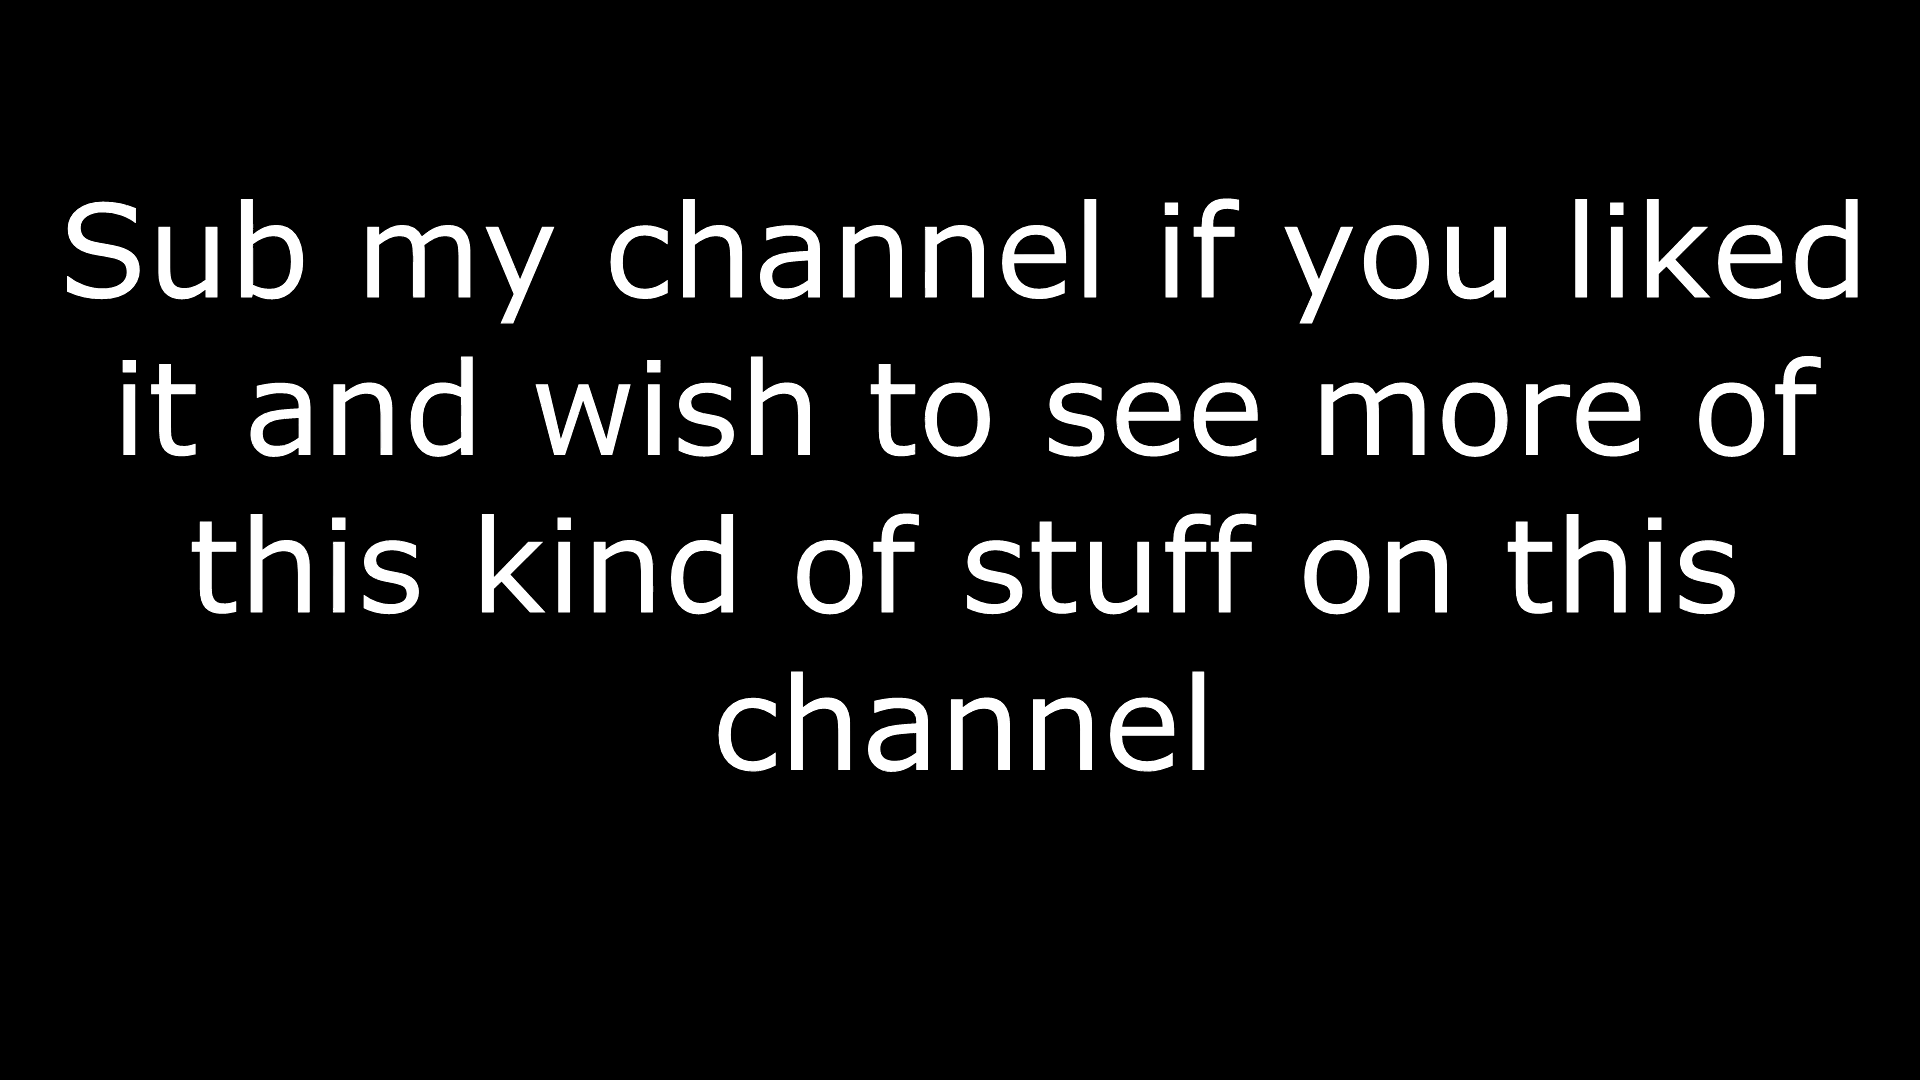 Sub my channel if you liked
it and wish to see more of
this kind of stuff on this
channel